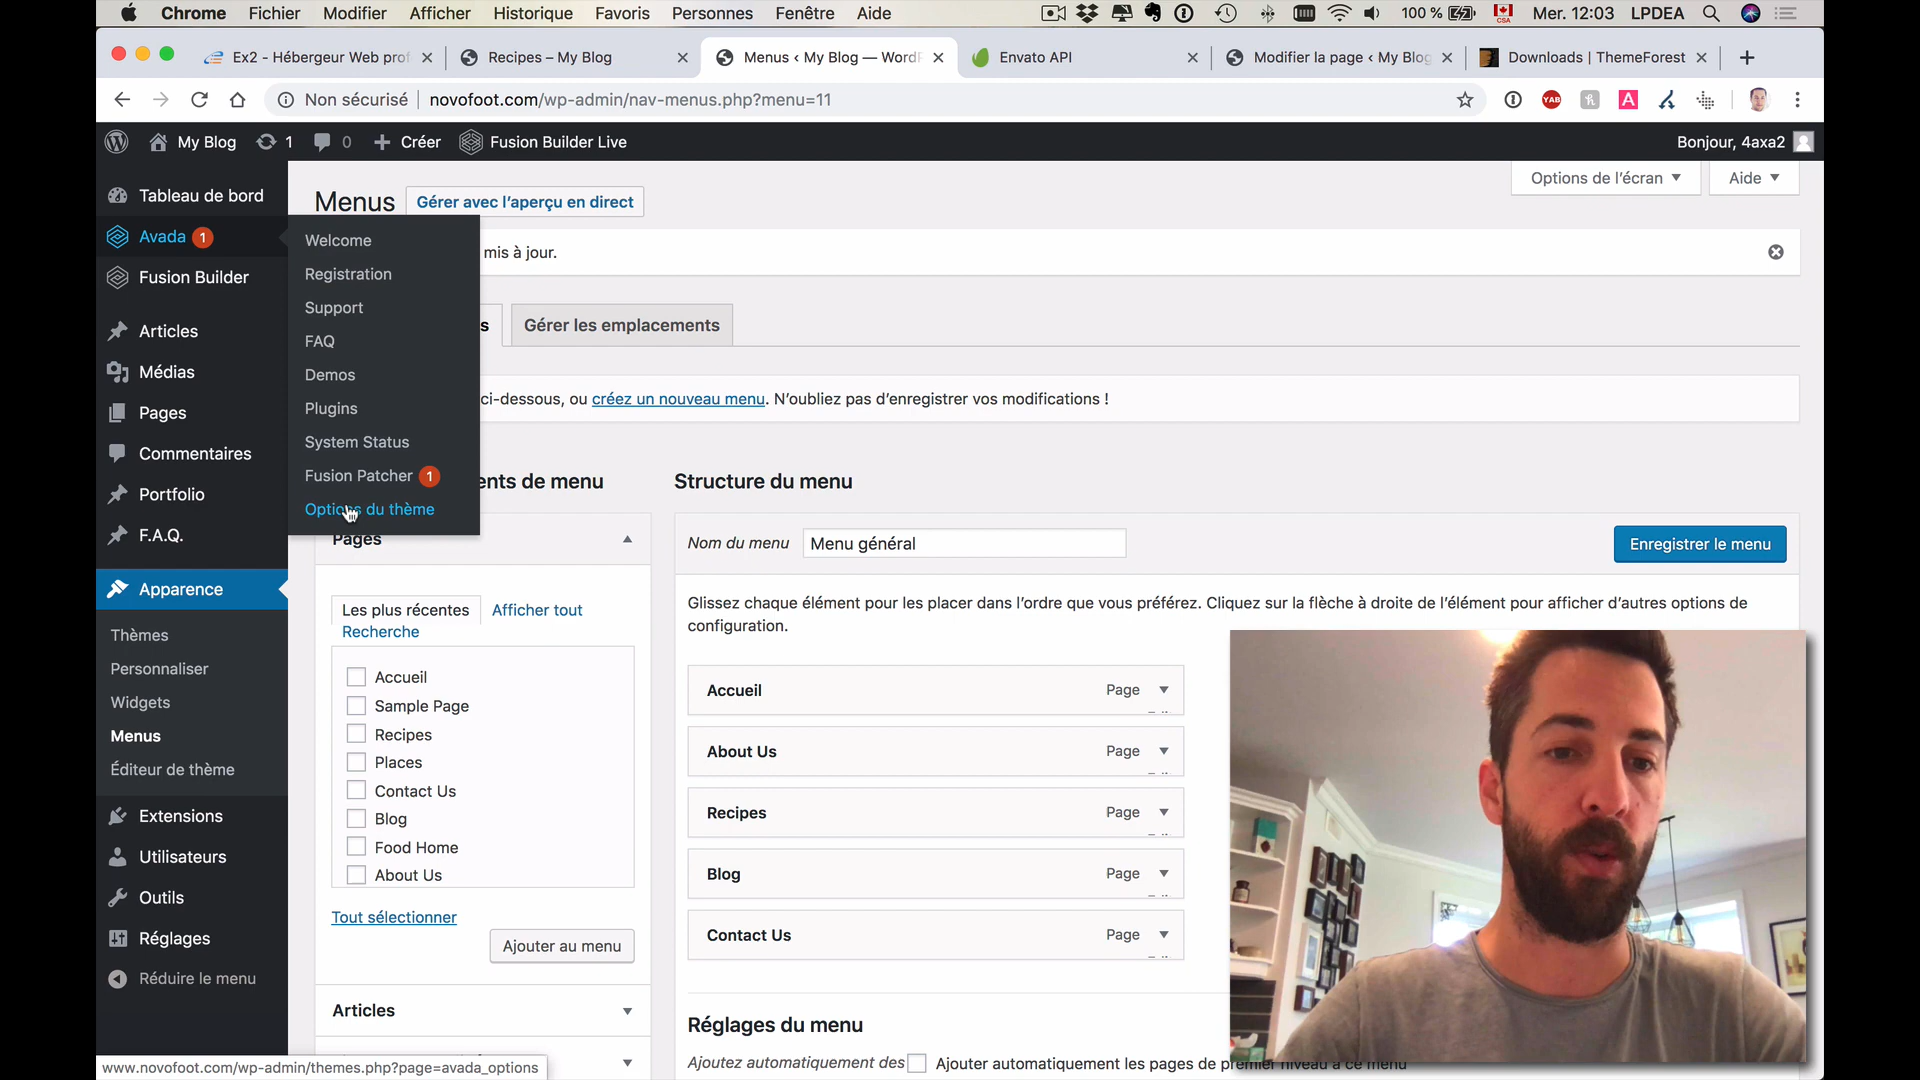 Chrome Fichier Modifier Afficher Historique Favoris Personnes Fenêtre Aide 100 % CSA Mer. 12:03 LPDEA
Ex2 - Hébergeur Web prof
Recipes – My Blog
Menus ‹ My Blog — WordP
Envato API
Modifier la page ‹ My Blog
Downloads | ThemeForest
Non sécurisé | novofoot.com/wp-admin/nav-menus.php?menu=11
YAB
My Blog 1 0 Créer Fusion Builder Live Bonjour, 4axa2
Tableau de bord
Avada 1
Fusion Builder
Articles
Médias
Pages
Commentaires
Portfolio
F.A.Q.
Apparence
Thèmes
Personnaliser
Widgets
Menus
Éditeur de thème
Extensions
Utilisateurs
Outils
Réglages
Réduire le menu
Welcome
Registration
Support
FAQ
Demos
Plugins
System Status
Fusion Patcher 1
Options du thème
Options de l'écran Aide
Menus Gérer avec l'aperçu en direct
mis à jour.
s Gérer les emplacements
ci-dessous, ou créez un nouveau menu. N'oubliez pas d'enregistrer vos modifications !
ents de menu
Pages
Les plus récentes Afficher tout
Recherche
Accueil
Sample Page
Recipes
Places
Contact Us
Blog
Food Home
About Us
Tout sélectionner
Ajouter au menu
Articles
Structure du menu
Nom du menu Menu général Enregistrer le menu
Glissez chaque élément pour les placer dans l'ordre que vous préférez. Cliquez sur la flèche à droite de l'élément pour afficher d'autres options de
configuration.
Accueil Page
About Us Page
Recipes Page
Blog Page
Contact Us Page
Réglages du menu
Ajoutez automatiquement des Ajouter automatiquement les pages de premier niveau à ce menu
www.novofoot.com/wp-admin/themes.php?page=avada_options